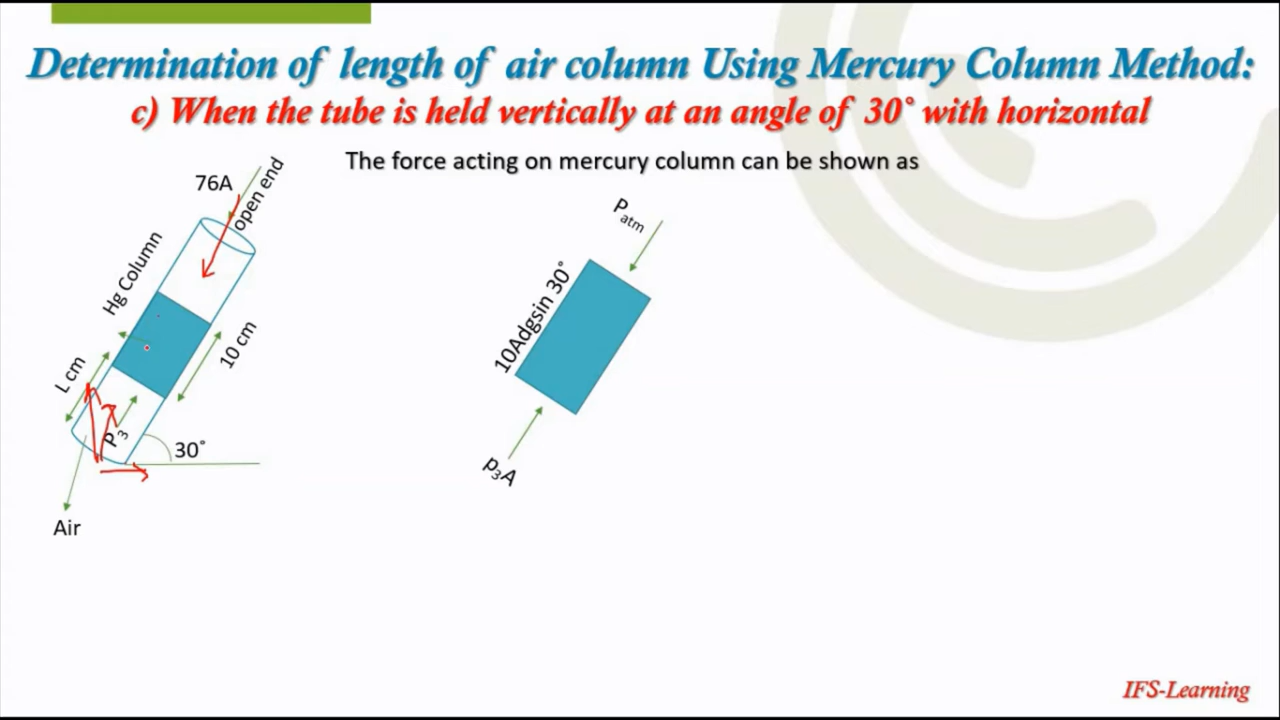 Determination of length of air column Using Mercury Column Method:
c) When the tube is held vertically at an angle of 30° with horizontal
The force acting on mercury column can be shown as
76A
open end
Hg Column
10 cm
L cm
P3
30°
Air
Patm
10Adgsin 30°
p3A
IFS-Learning